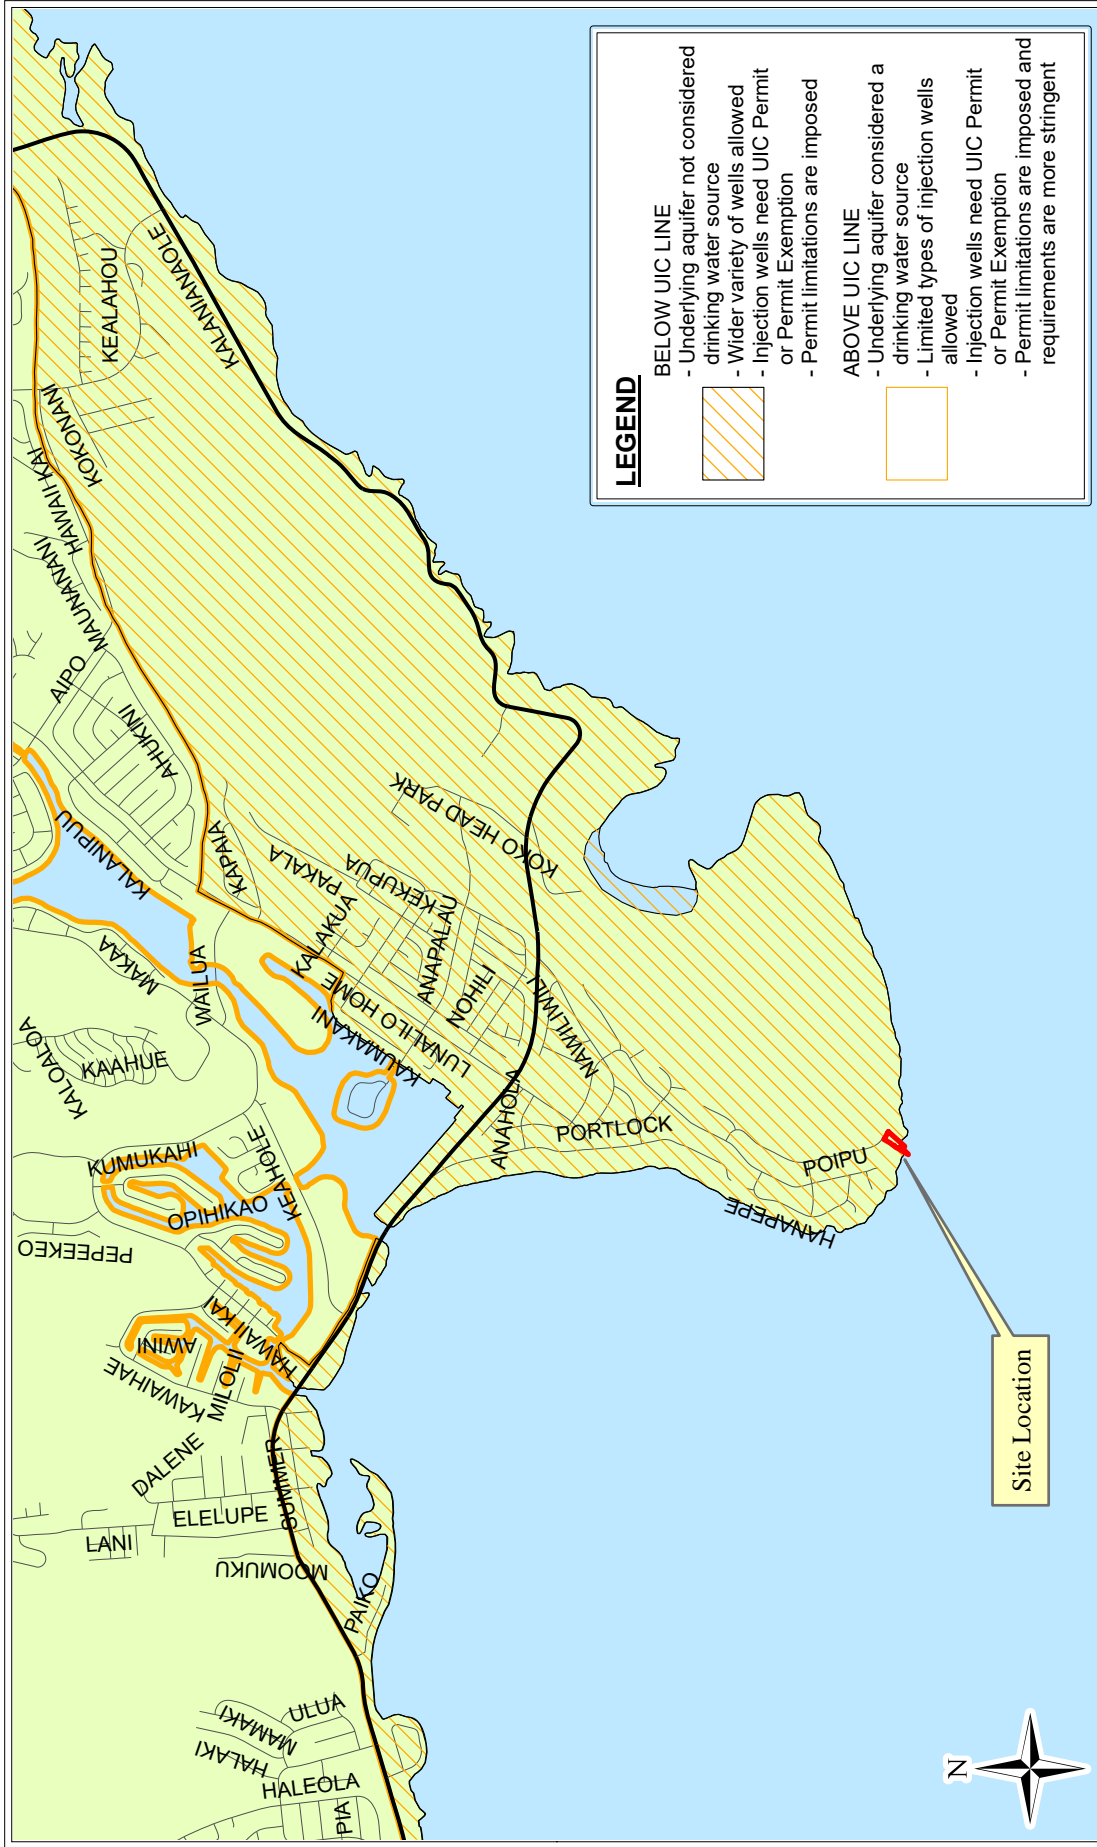 LEGEND
BELOW UIC LINE
- Underlying aquifer not considered
drinking water source
- Wider variety of wells allowed
- Injection wells need UIC Permit
or Permit Exemption
- Permit limitations are imposed
ABOVE UIC LINE
- Underlying aquifer considered a
drinking water source
- Limited types of injection wells
allowed
- Injection wells need UIC Permit
or Permit Exemption
- Permit limitations are imposed and
requirements are more stringent
Site Location
N
KEALAHOU
KALANIANAOLE
KOKONANI
HAWAII KAI
MAUNANANI
AIPO
AHUKINI
KALANIPUU
KAPAIA
MAKAA
WAILUA
KALOALOA
KAAHUE
PAKALA
KEKUPUA
KALAKUA
ANAPALAU
NOHILI
LUNALILO HOME
KAUMAKANI
KOKO HEAD PARK
NAWILIWILI
ANAHOLA
PORTLOCK
POIPU
HANAPEPE
KUMUKAHI
OPIHIKAO
KEAHOLE
PEPEEKEO
HAWAII KAI
AWINI
MILOLII
KAWAIHAE
DALENE
SUMMER
ELELUPE
LANI
MOOMUKU
PAIKO
ULUA
MAMAKI
HALAKI
HALEOLA
PIA